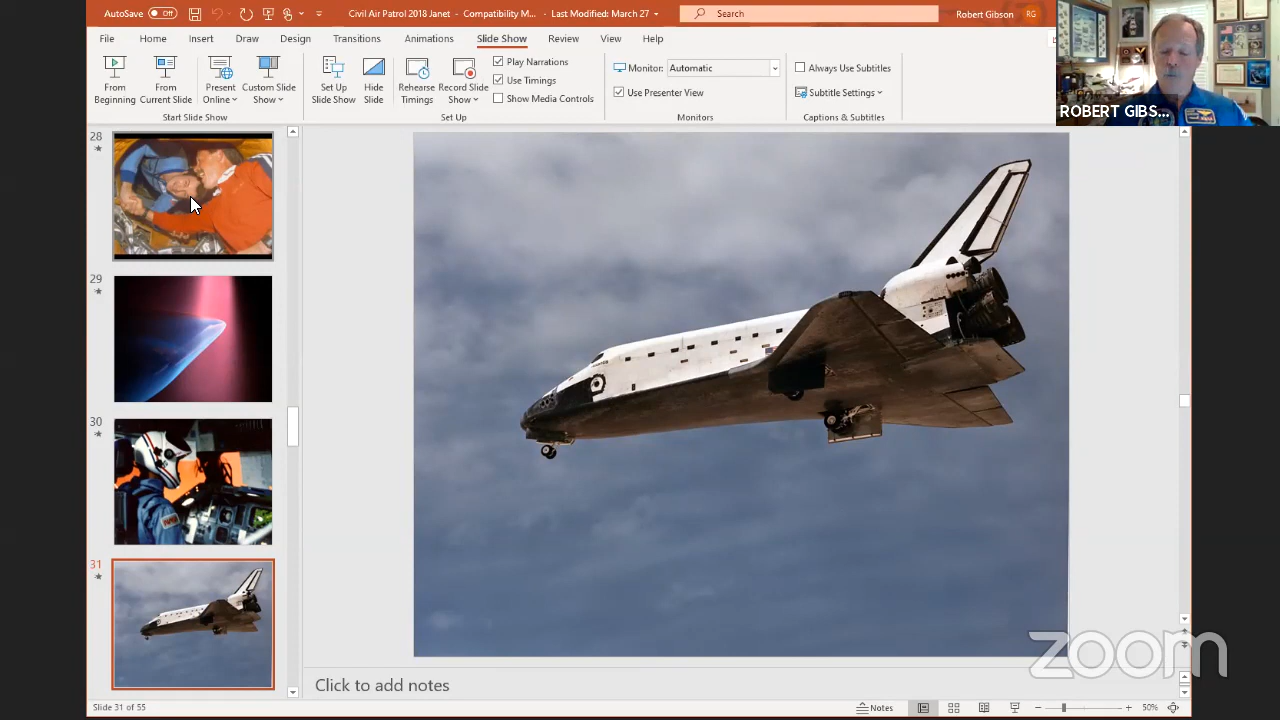 AutoSave Off
Civil Air Patrol 2018 Janet - Compatibility M... - Last Modified: March 27
Search
Robert Gibson RG
File Home Insert Draw Design Transitions Animations Slide Show Review View Help
From Beginning
From Current Slide
Present Online
Custom Slide Show
Start Slide Show
Set Up Slide Show
Hide Slide
Rehearse Timings
Record Slide Show
Play Narrations
Use Timings
Show Media Controls
Set Up
Monitor: Automatic
Use Presenter View
Monitors
Always Use Subtitles
Subtitle Settings
Captions & Subtitles
ROBERT GIBS...
28
29
30
31
zoom
Click to add notes
Slide 31 of 55
Notes
50%